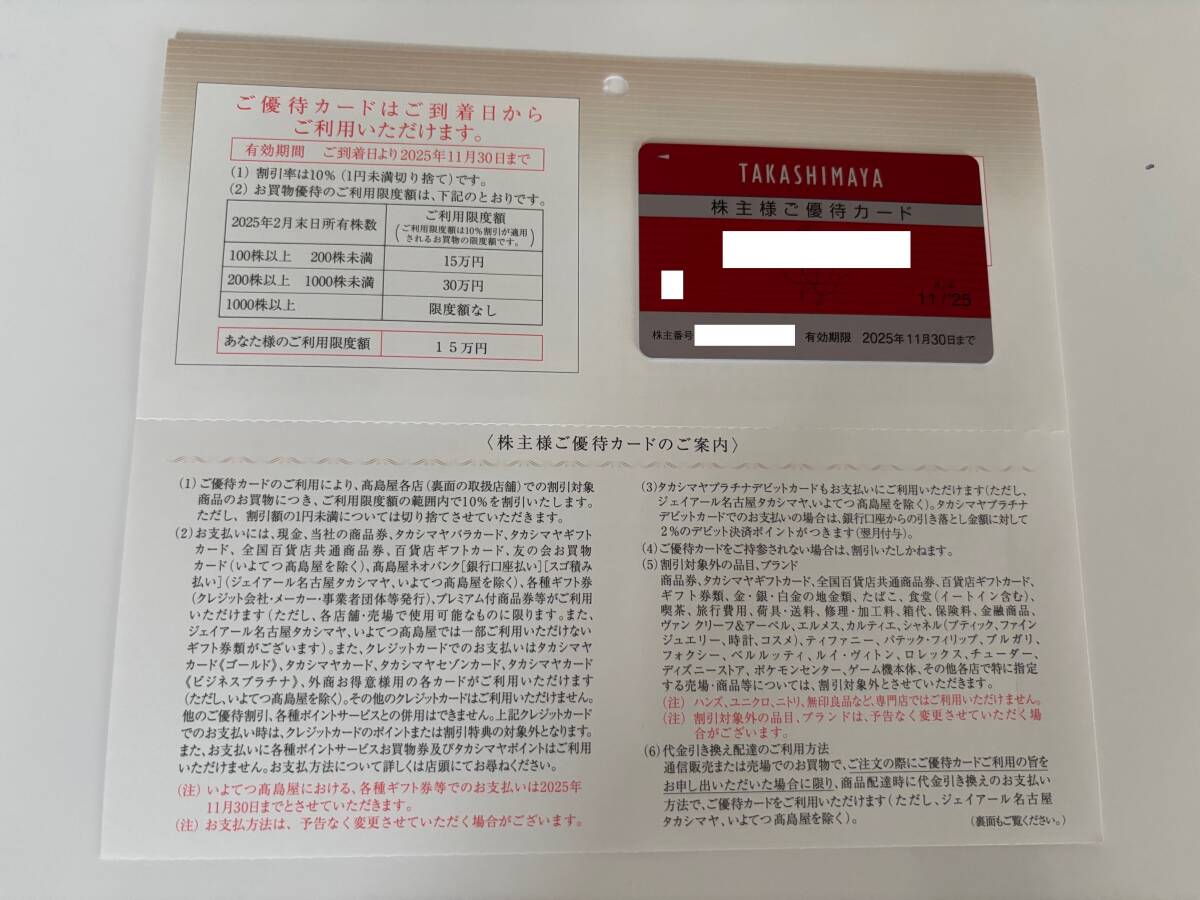 ご優待カードはご到着日から
ご利用いただけます。
有効期間 ご到着日より2025年11月30日まで
(1) 割引率は10%(1円未満切り捨て)です。
(2) お買物優待のご利用限度額は、下記のとおりです。
2025年2月末日所有株数 ご利用限度額
(ご利用限度額は10%割引が適用
されるお買物の限度額です。)
100株以上 200株未満 15万円
200株以上 1000株未満 30万円
1000株以上 限度額なし
あなた様のご利用限度額 15万円
TAKASHIMAYA
株主様ご優待カード
11/'25
株主番号 有効期限 2025年11月30日まで
〈株主様ご優待カードのご案内〉
(1)ご優待カードのご利用により、髙島屋各店(裏面の取扱店舗)での割引対象
商品のお買物につき、ご利用限度額の範囲内で10%を割引いたします。
ただし、割引額の1円未満については切り捨てさせていただきます。
(2)お支払いには、現金、当社の商品券、タカシマヤバラカード、タカシマヤギフト
カード、全国百貨店共通商品券、百貨店ギフトカード、友の会お買物
カード(いよてつ髙島屋を除く)、髙島屋ネオバンク[銀行口座払い][スゴ積み
払い](ジェイアール名古屋タカシマヤ、いよてつ髙島屋を除く)、各種ギフト券
(クレジット会社・メーカー・事業者団体等発行)、プレミアム付商品券等がご利用
いただけます(ただし、各店舗・売場で使用可能なものに限ります。また、
ジェイアール名古屋タカシマヤ、いよてつ髙島屋では一部ご利用いただけない
ギフト券類がございます)。また、クレジットカードでのお支払いはタカシマヤ
カード《ゴールド》、タカシマヤカード、タカシマヤセゾンカード、タカシマヤカード
《ビジネスプラチナ》、外商お得意様用の各カードがご利用いただけます
(ただし、いよてつ髙島屋を除く)。その他のクレジットカードはご利用いただけません。
他のご優待割引、各種ポイントサービスとの併用はできません。上記クレジットカード
でのお支払い時は、クレジットカードのポイントまたは割引特典の対象外となります。
また、お支払いに各種ポイントサービスお買物券及びタカシマヤポイントはご利用
いただけません。お支払方法について詳しくは店頭にてお尋ねください。
(注) いよてつ髙島屋における、各種ギフト券等でのお支払いは2025年
11月30日までとさせていただきます。
(注) お支払方法は、予告なく変更させていただく場合がございます。
(3)タカシマヤプラチナデビットカードもお支払いにご利用いただけます(ただし、
ジェイアール名古屋タカシマヤ、いよてつ髙島屋を除く)。タカシマヤプラチナ
デビットカードでのお支払いの場合は、銀行口座からの引き落とし金額に対して
2%のデビット決済ポイントがつきます(翌月付与)。
(4)ご優待カードをご持参されない場合は、割引いたしかねます。
(5)割引対象外の品目、ブランド
商品券、タカシマヤギフトカード、全国百貨店共通商品券、百貨店ギフトカード、
ギフト券類、金・銀・白金の地金類、たばこ、食堂(イートイン含む)、
喫茶、旅行費用、荷具・送料、修理・加工料、箱代、保険料、金融商品、
ヴァン クリーフ&アーペル、エルメス、カルティエ、シャネル(ブティック、ファイン
ジュエリー、時計、コスメ)、ティファニー、パテック・フィリップ、ブルガリ、
フォクシー、ベルルッティ、ルイ・ヴィトン、ロレックス、チューダー、
ディズニーストア、ポケモンセンター、ゲーム機本体、その他各店で特に指定
する売場・商品等については、割引対象外とさせていただきます。
(注) ハンズ、ユニクロ、ニトリ、無印良品など、専門店ではご利用いただけません。
(注) 割引対象外の品目、ブランドは、予告なく変更させていただく場
合がございます。
(6)代金引き換え配達のご利用方法
通信販売または売場でのお買物で、ご注文の際にご優待カードご利用の旨を
お申し出いただいた場合に限り、商品配達時に代金引き換えのお支払い
方法で、ご優待カードをご利用いただけます(ただし、ジェイアール名古屋
タカシマヤ、いよてつ髙島屋を除く)。 (裏面もご覧ください。)